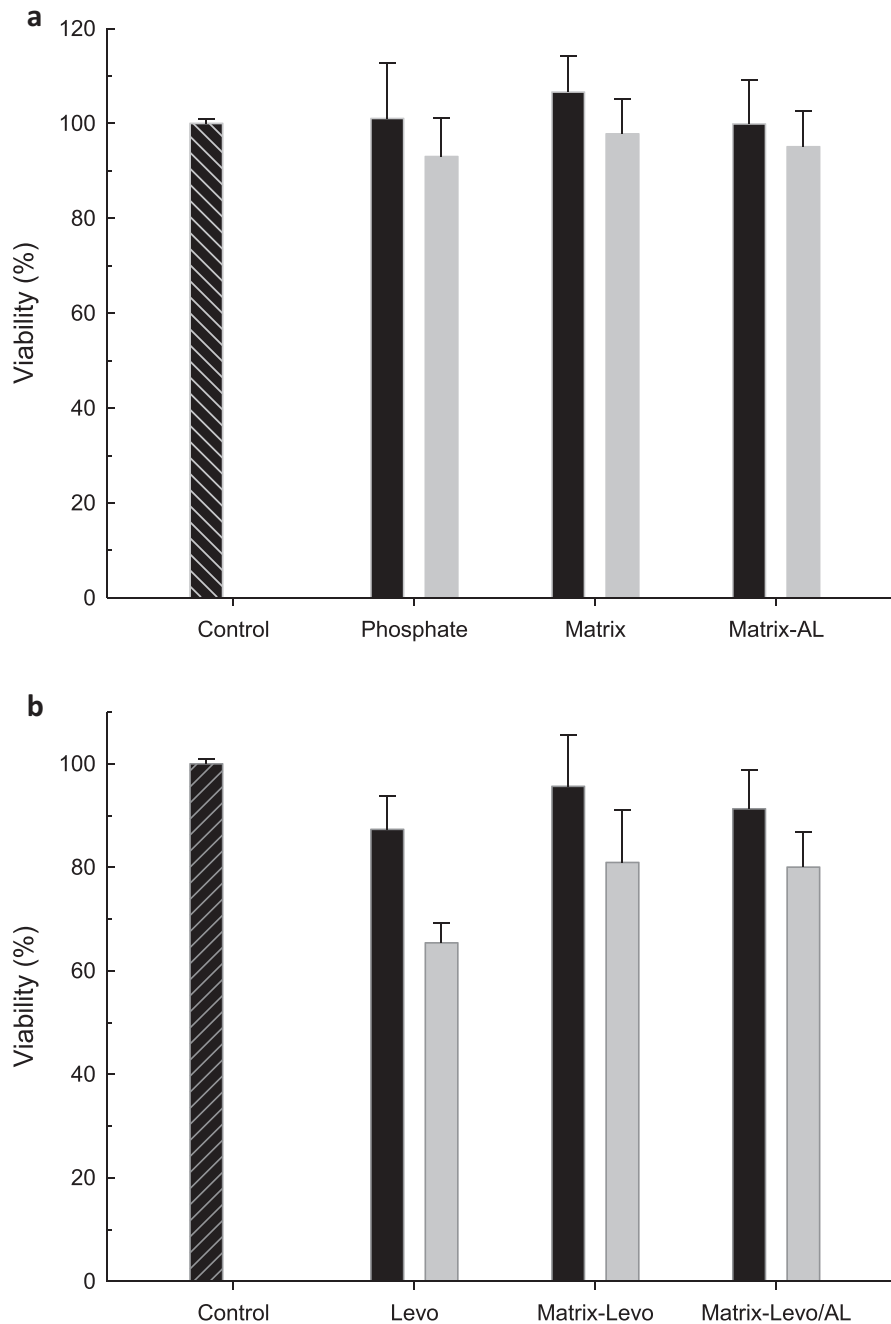 a
120
100
80
60
40
20
0
Viability (%)
Control Phosphate Matrix Matrix-AL
b
100
80
60
40
20
0
Viability (%)
Control Levo Matrix-Levo Matrix-Levo/AL